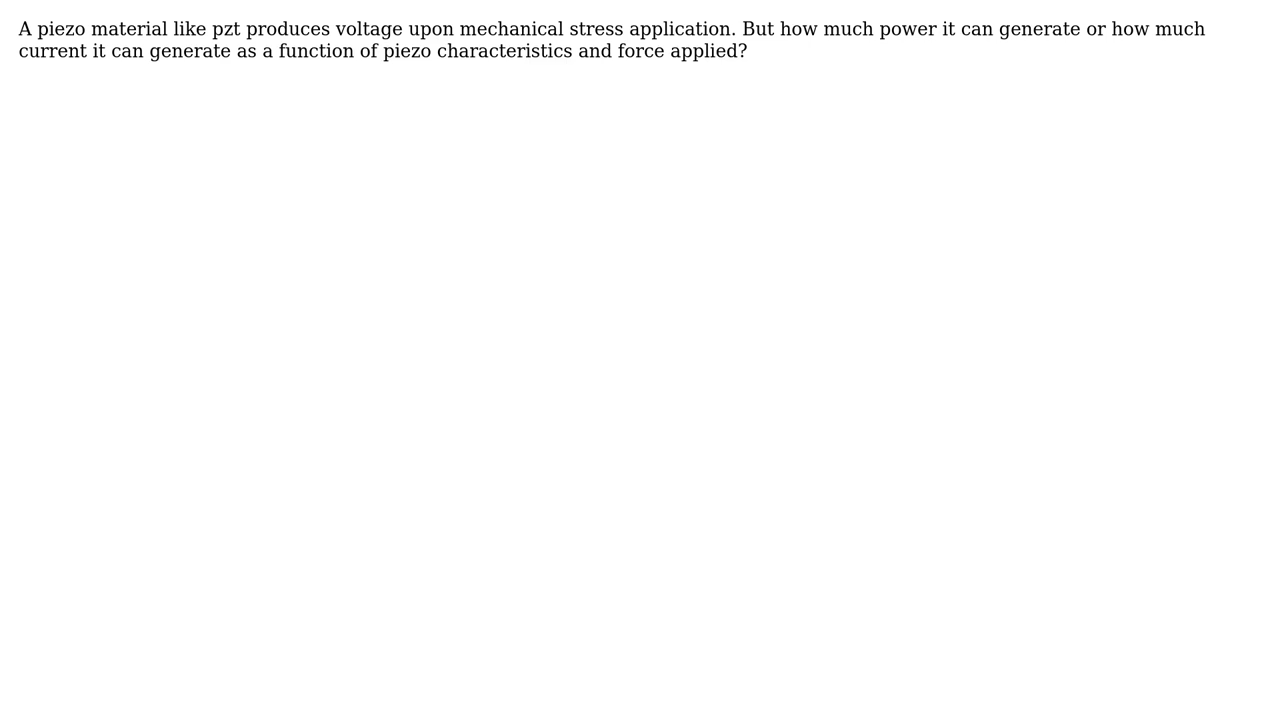 A piezo material like pzt produces voltage upon mechanical stress application. But how much power it can generate or how much
current it can generate as a function of piezo characteristics and force applied?